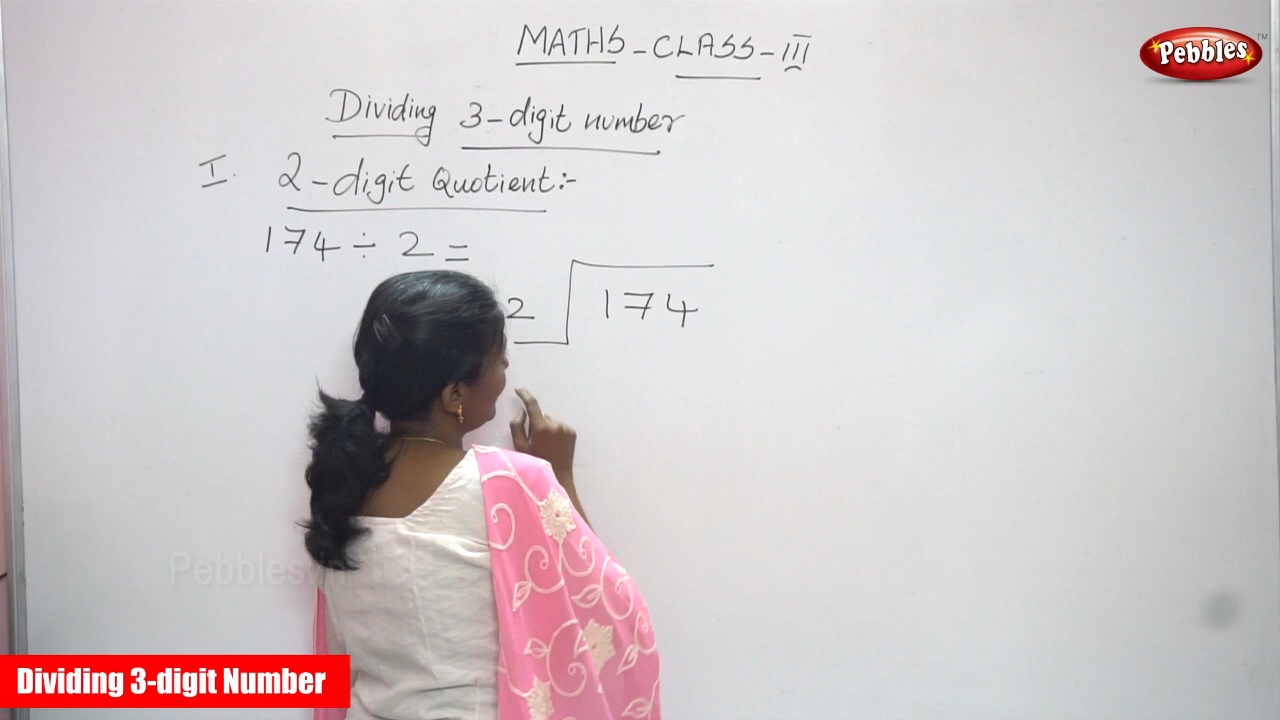 MATHS - CLASS - III
Pebbles TM
Dividing 3-digit number
I. 2-digit Quotient:-
174 ÷ 2 =
2 174
Pebbles
Dividing 3-digit Number